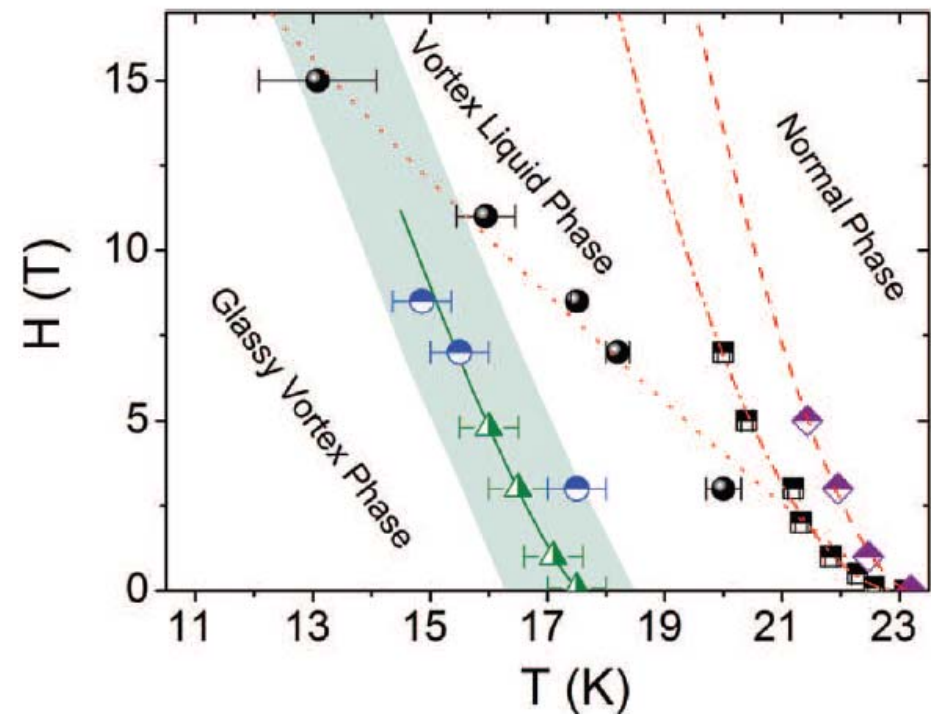 H (T)
15
10
5
0
Vortex Liquid Phase
Normal Phase
Glassy Vortex Phase
11
13
15
17
19
21
23
T (K)